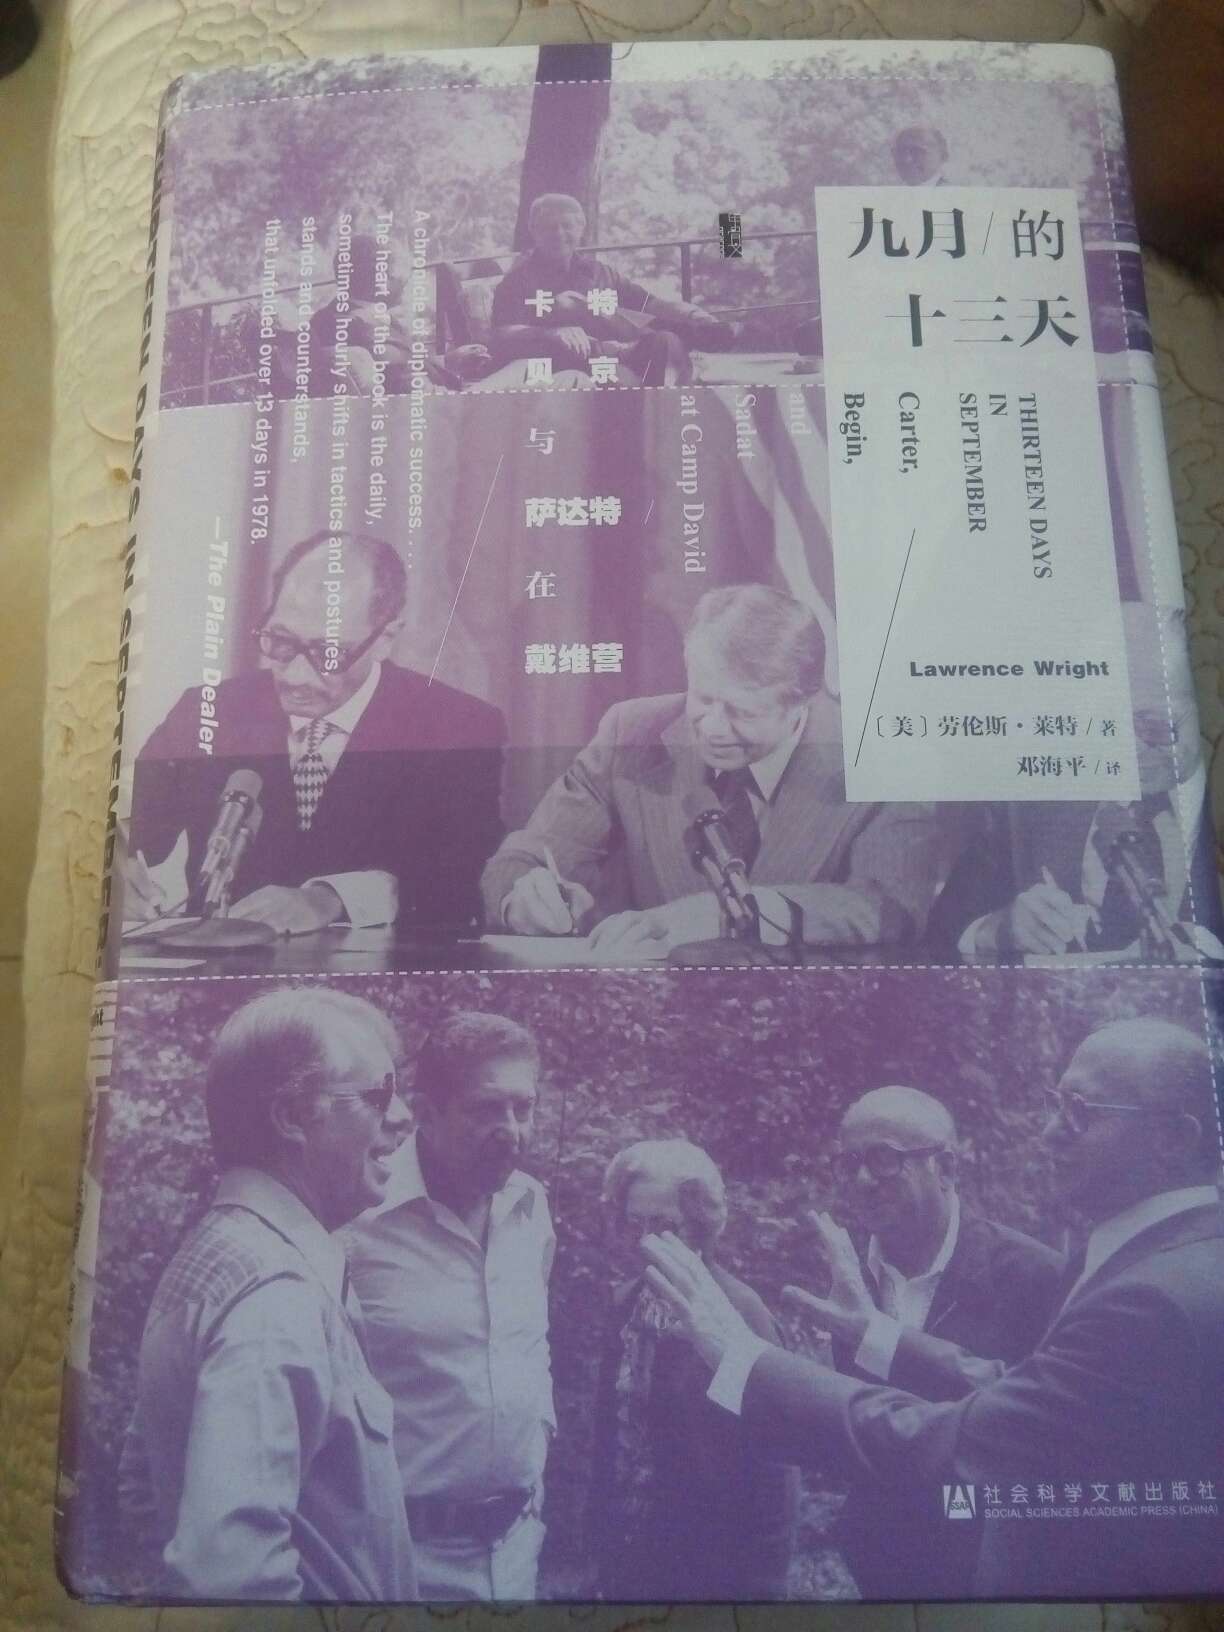 九月/的
十三天
THIRTEEN DAYS
IN
SEPTEMBER
Carter,
Begin,
and
Sadat
at Camp David
Lawrence Wright
〔美〕劳伦斯·莱特/著
邓海平/译
卡特/
贝京
与
萨达特/
在
戴维营
A chronicle of diplomatic success. . . .
The heart of the book is the daily,
sometimes hourly shifts in tactics and postures,
stands and counterstands,
that unfolded over 13 days in 1978.
—The Plain Dealer
THIRTEEN DAYS IN SEPTEMBER:
SSAP
社会科学文献出版社
SOCIAL SCIENCES ACADEMIC PRESS (CHINA)